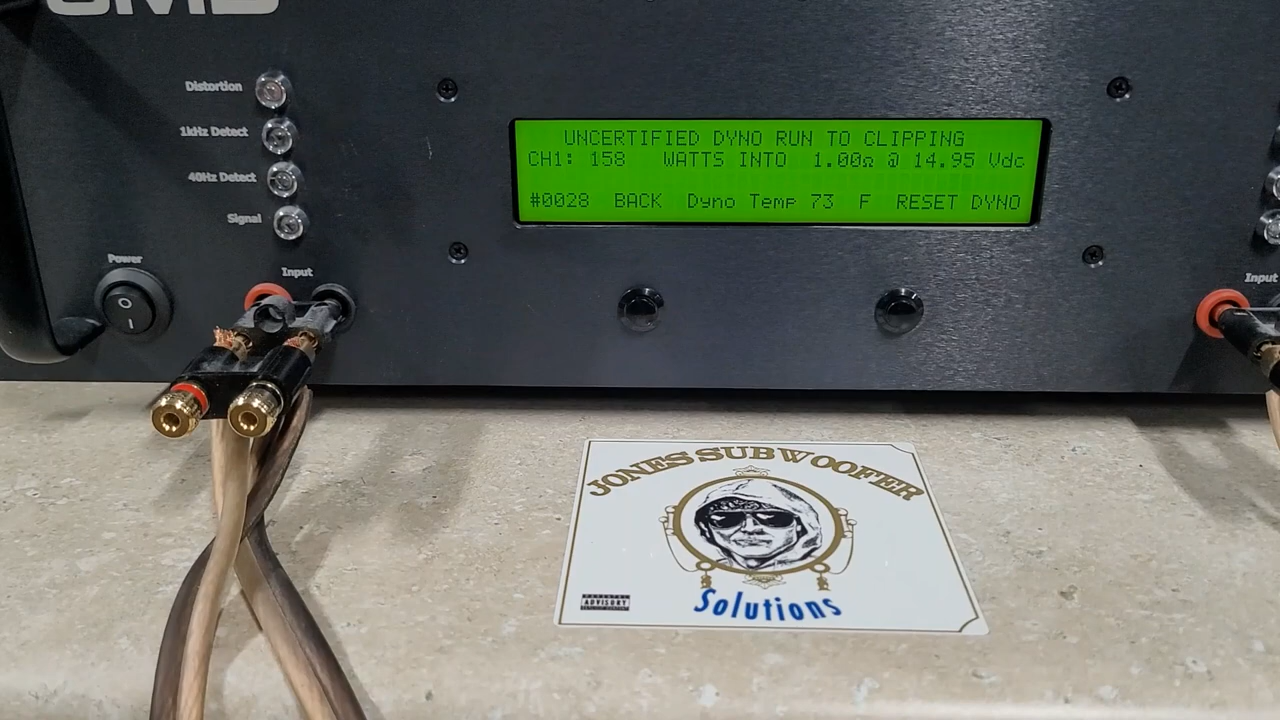 Distortion
1kHz Detect
40Hz Detect
Signal
Power
Input
UNCERTIFIED DYNO RUN TO CLIPPING
CH1: 158 WATTS INTO 1.00Ω @ 14.95 Vdc
#0028 BACK Dyno Temp 73 F RESET DYNO
Input
JONES SUBWOOFER
Solutions
ADVISORY